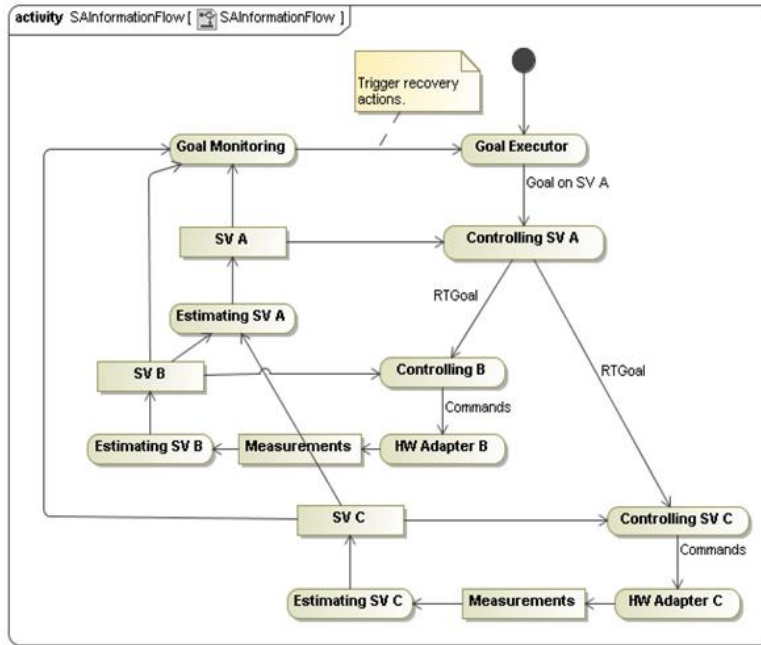 activity SAInformationFlow [ SAInformationFlow ]
Trigger recovery
actions.
Goal Monitoring
Goal Executor
Goal on SV A
SV A
Controlling SV A
RTGoal
Estimating SV A
SV B
Controlling B
RTGoal
Commands
Estimating SV B
Measurements
HW Adapter B
SV C
Controlling SV C
Commands
Estimating SV C
Measurements
HW Adapter C